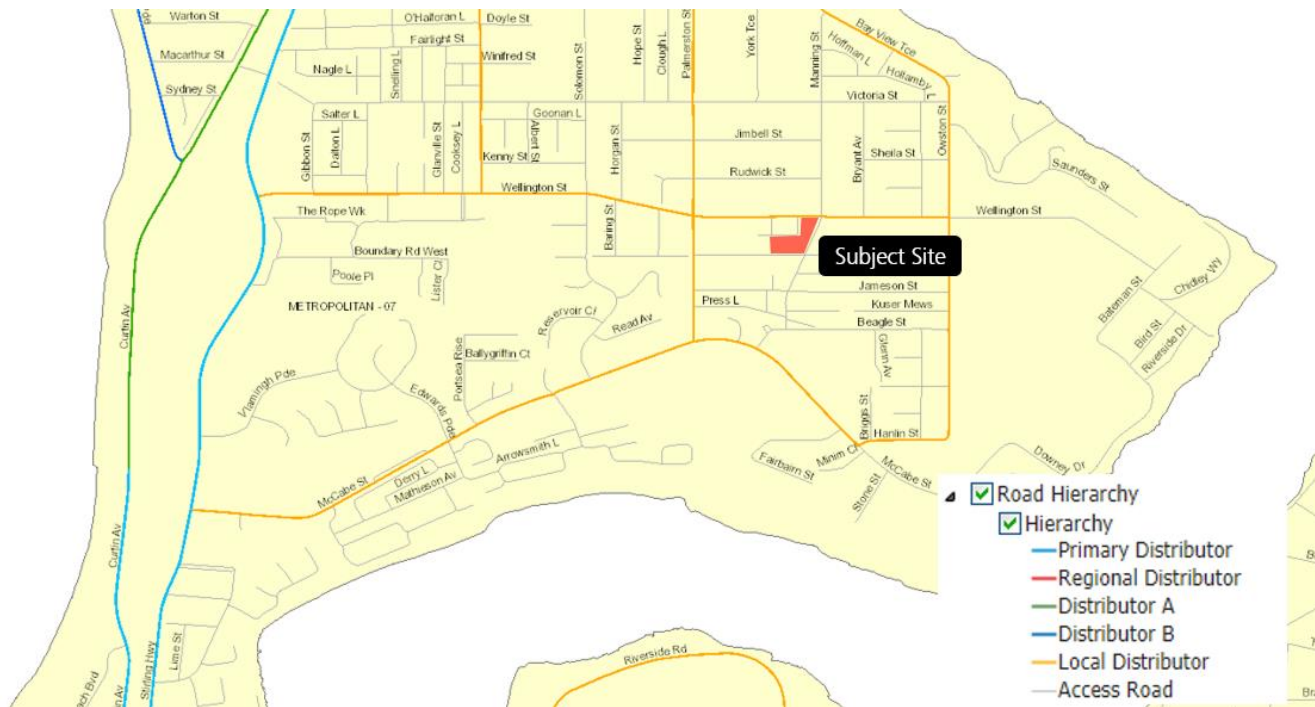 Warton St
O'Halloran L
Doyle St
Fairlight St
Macarthur St
Winifred St
Nagle L
Snelling L
Sydney St
Solomon St
Hope St
Clough L
Palmerston St
York Tce
Manning St
Bay View Tce
Hoffman L
Hollamby L
Victoria St
Owston St
Salter L
Goonan L
Gibbon St
Dalton L
Glanville St
Cooksey L
Albert St
Kenny St
Horgan St
Jimbell St
Bryant Av
Sheila St
Rudwick St
Saunders St
Wellington St
Wellington St
The Rope Wk
Baring St
Subject Site
Boundary Rd West
Poole Pl
Lister Cl
Jameson St
Kuser Mews
Press L
Beagle St
Chidley WY
Bateman St
Bird St
Riverside Dr
METROPOLITAN - 07
Reservoir Cl
Read Av
Curtin Av
Glenn Av
Ballygriffin Ct
Portsea Rise
Vlamingh Pde
Edwards Pde
Briggs St
Hanlin St
Arrowsmith L
Fairbairn St
Minim Cl
McCabe St
Stone St
Downey Dr
McCabe St
Derry L
Mathieson Av
Curtin Av
Lime St
Stirling Hwy
ach Bvd
Av
Riverside Rd
Road Hierarchy
Hierarchy
Primary Distributor
Regional Distributor
Distributor A
Distributor B
Local Distributor
Access Road